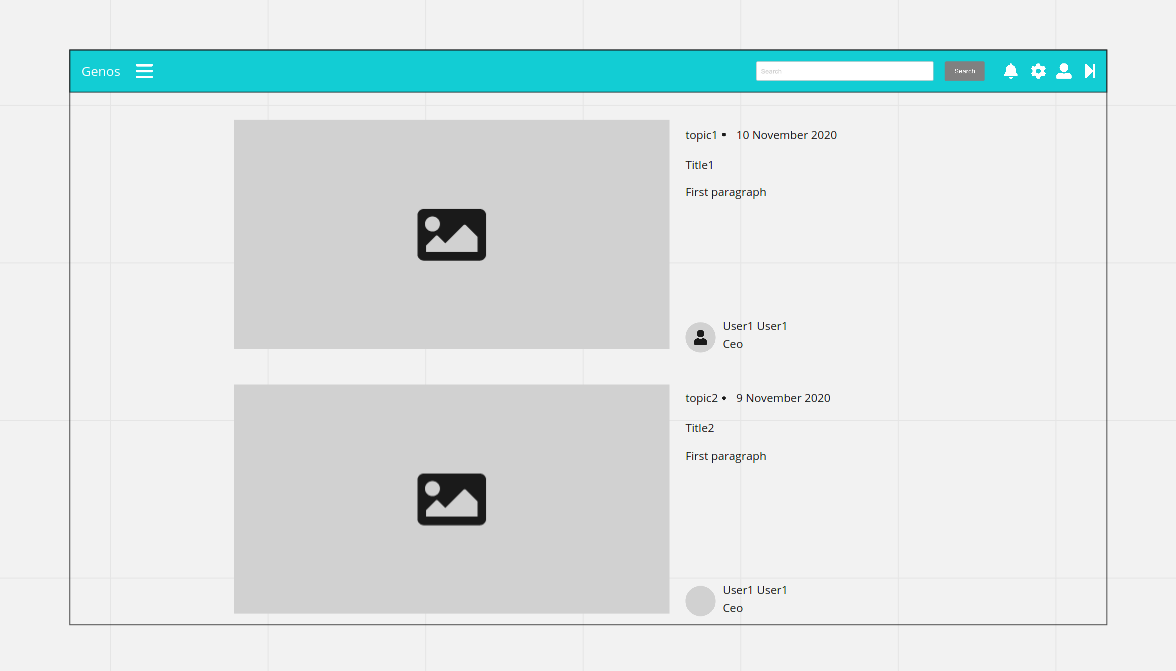 Genos
Search
Search
topic1 • 10 November 2020
Title1
First paragraph
User1 User1
Ceo
topic2 • 9 November 2020
Title2
First paragraph
User1 User1
Ceo